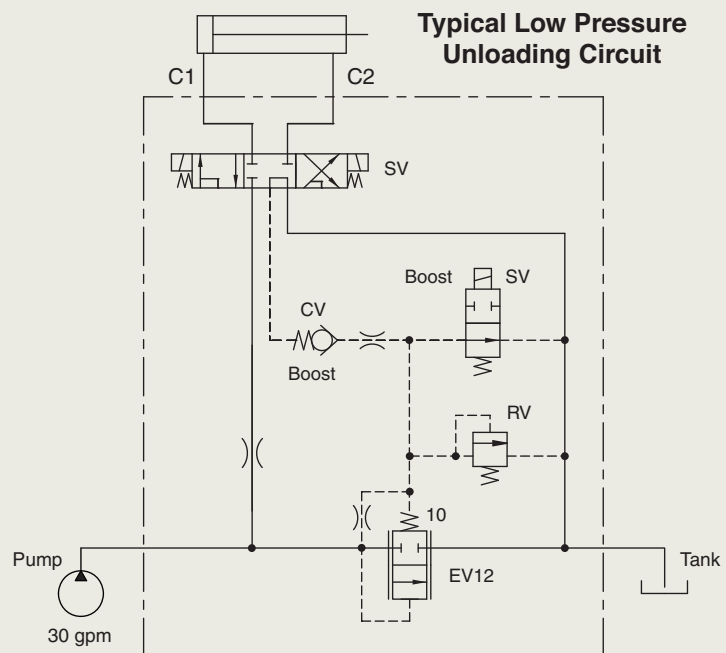 Typical Low Pressure
Unloading Circuit
C1
C2
SV
Boost
SV
CV
Boost
RV
10
EV12
Pump
Tank
30 gpm